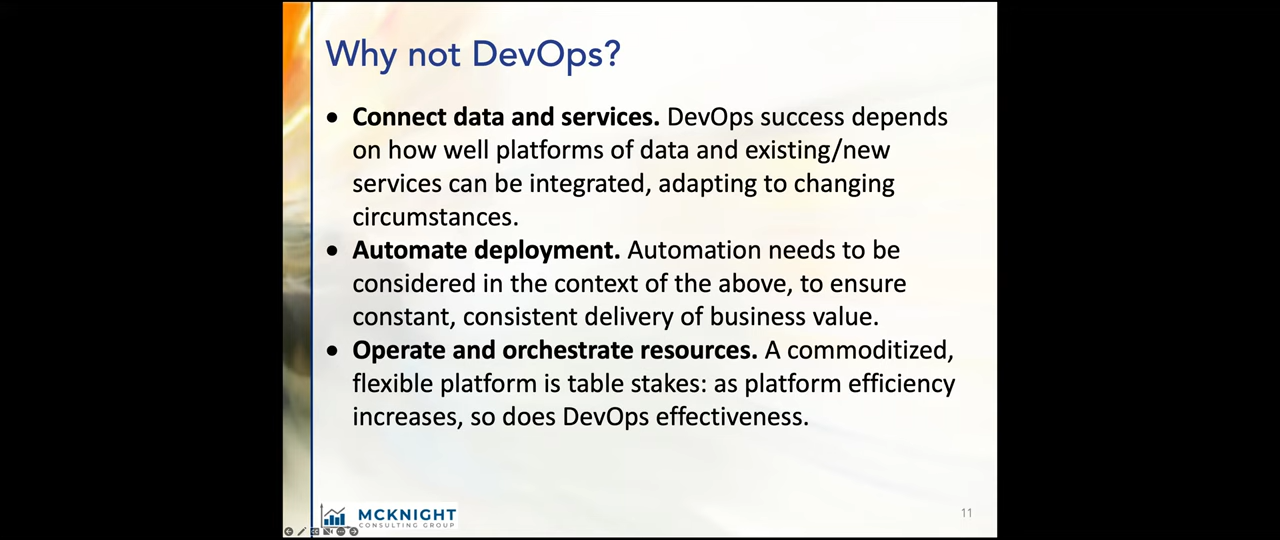 Why not DevOps?
• Connect data and services. DevOps success depends
on how well platforms of data and existing/new
services can be integrated, adapting to changing
circumstances.
• Automate deployment. Automation needs to be
considered in the context of the above, to ensure
constant, consistent delivery of business value.
• Operate and orchestrate resources. A commoditized,
flexible platform is table stakes: as platform efficiency
increases, so does DevOps effectiveness.
MCKNIGHT
CONSULTING GROUP
11